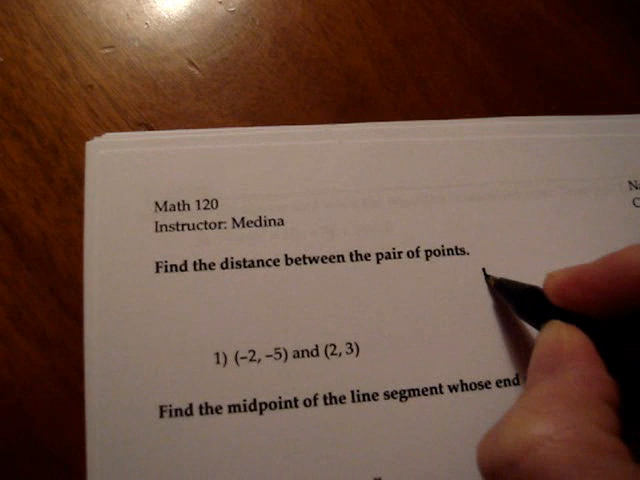 Math 120
Instructor: Medina
Find the distance between the pair of points.
1) (−2, −5) and (2, 3)
Find the midpoint of the line segment whose end